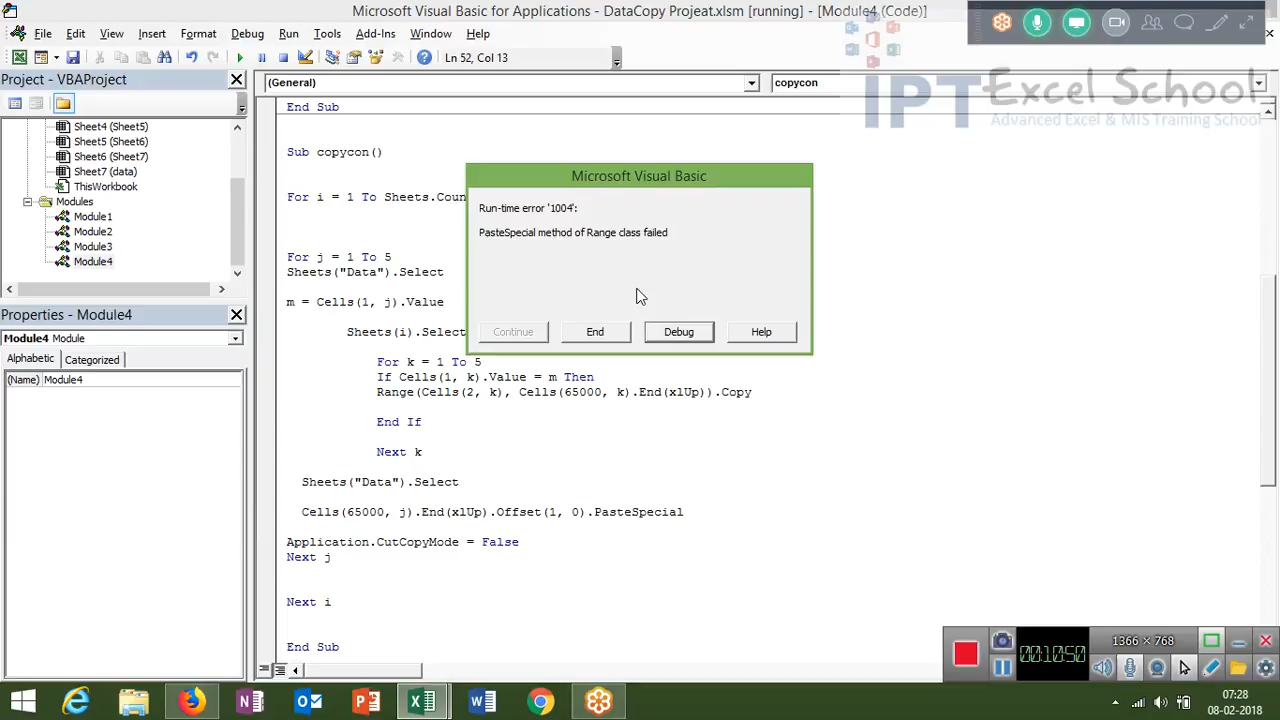 Microsoft Visual Basic for Applications - DataCopy Projeat.xlsm [running] - [Module4 (Code)]
File Edit View Insert Format Debug Run Tools Add-Ins Window Help
Ln 52, Col 13
IPT Excel School
Advanced Excel & MIS Training School
Project - VBAProject
Sheet4 (Sheet5)
Sheet5 (Sheet6)
Sheet6 (Sheet7)
Sheet7 (data)
ThisWorkbook
Modules
Module1
Module2
Module3
Module4
Properties - Module4
Module4 Module
Alphabetic Categorized
(Name) Module4
(General) copycon
End Sub
Sub copycon()
For i = 1 To Sheets.Coun
For j = 1 To 5
Sheets("Data").Select
m = Cells(1, j).Value
Sheets(i).Select
For k = 1 To 5
If Cells(1, k).Value = m Then
Range(Cells(2, k), Cells(65000, k).End(xlUp)).Copy
End If
Next k
Sheets("Data").Select
Cells(65000, j).End(xlUp).Offset(1, 0).PasteSpecial
Application.CutCopyMode = False
Next j
Next i
End Sub
Microsoft Visual Basic
Run-time error '1004':
PasteSpecial method of Range class failed
Continue End Debug Help
1366 × 768
00:10:50
07:28
08-02-2018